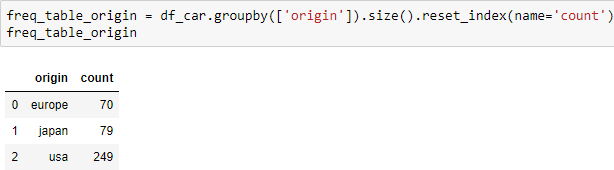 freq_table_origin = df_car.groupby(['origin']).size().reset_index(name='count')
freq_table_origin
origin count
0 europe 70
1 japan 79
2 usa 249